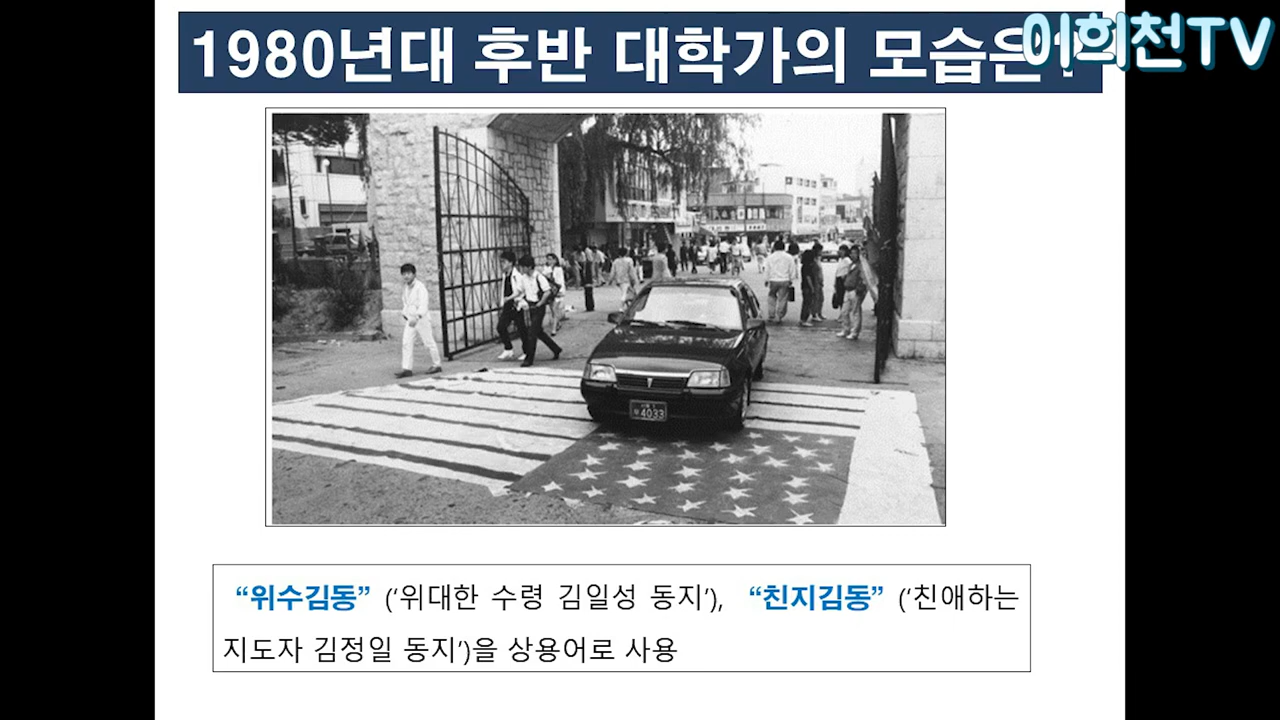 1980년대 후반 대학가의 모습은?
이희천TV
4033
“위수김동” (‘위대한 수령 김일성 동지’), “친지김동” (‘친애하는
지도자 김정일 동지’)을 상용어로 사용